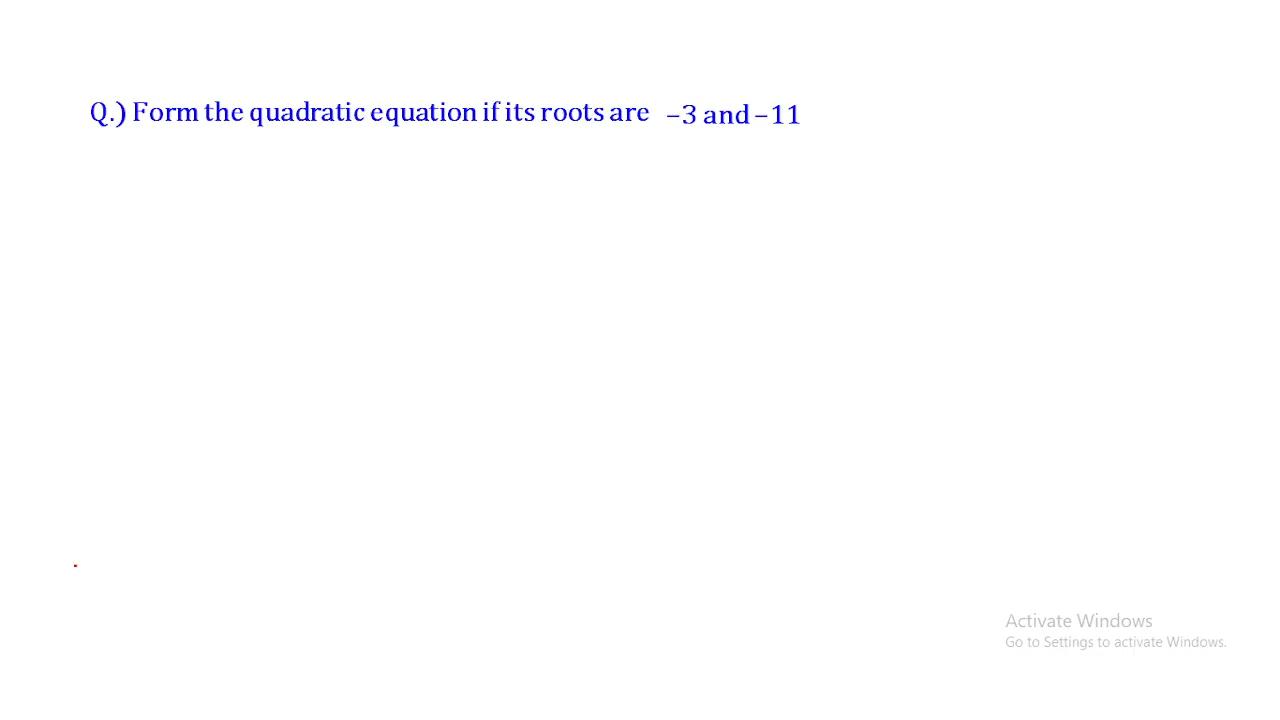 Q.) Form the quadratic equation if its roots are –3 and –11
Activate Windows
Go to Settings to activate Windows.